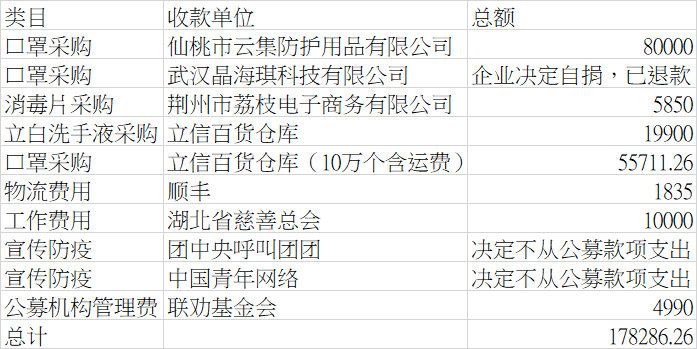 类目 收款单位 总额
口罩采购 仙桃市云集防护用品有限公司 80000
口罩采购 武汉晶海琪科技有限公司 企业决定自捐，已退款
消毒片采购 荆州市荔枝电子商务有限公司 5850
立白洗手液采购 立信百货仓库 19900
口罩采购 立信百货仓库（10万个含运费） 55711.26
物流费用 顺丰 1835
工作费用 湖北省慈善总会 10000
宣传防疫 团中央呼叫团团 决定不从公募款项支出
宣传防疫 中国青年网络 决定不从公募款项支出
公募机构管理费 联劝基金会 4990
总计 178286.26